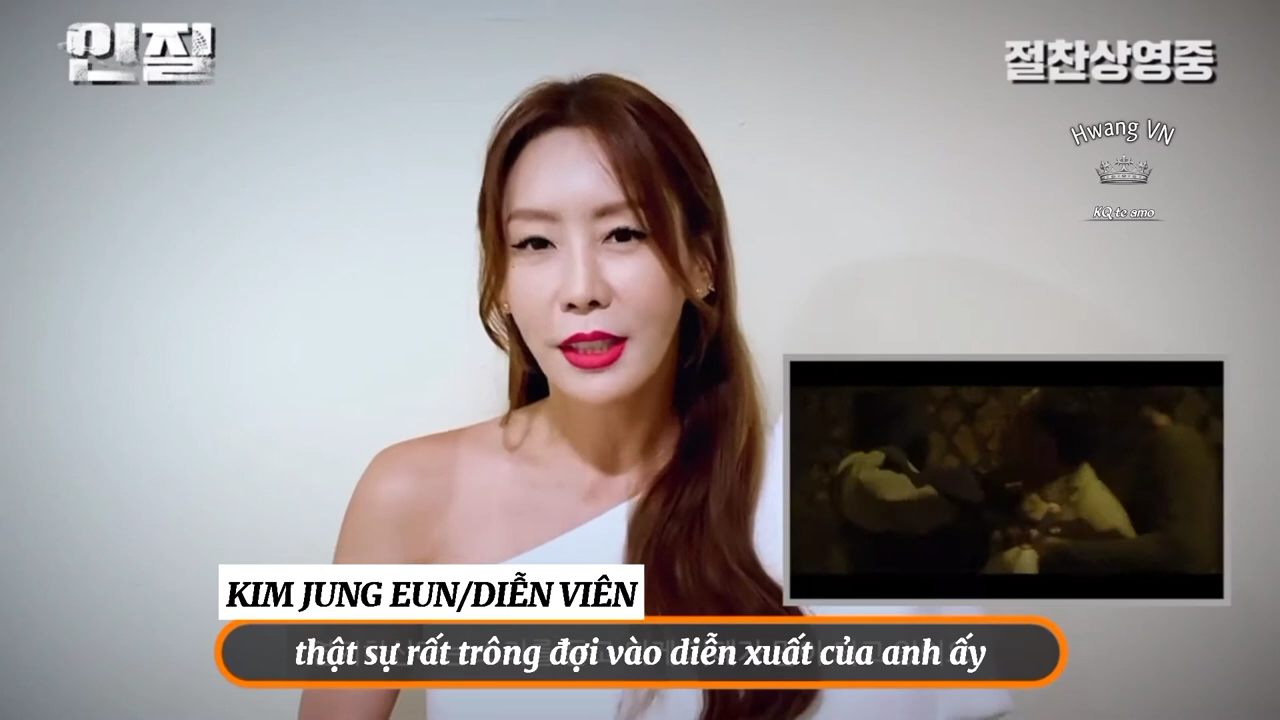 인질
절찬상영중
Hwang VN
KQ te amo
KIM JUNG EUN/DIỄN VIÊN
thật sự rất trông đợi vào diễn xuất của anh ấy